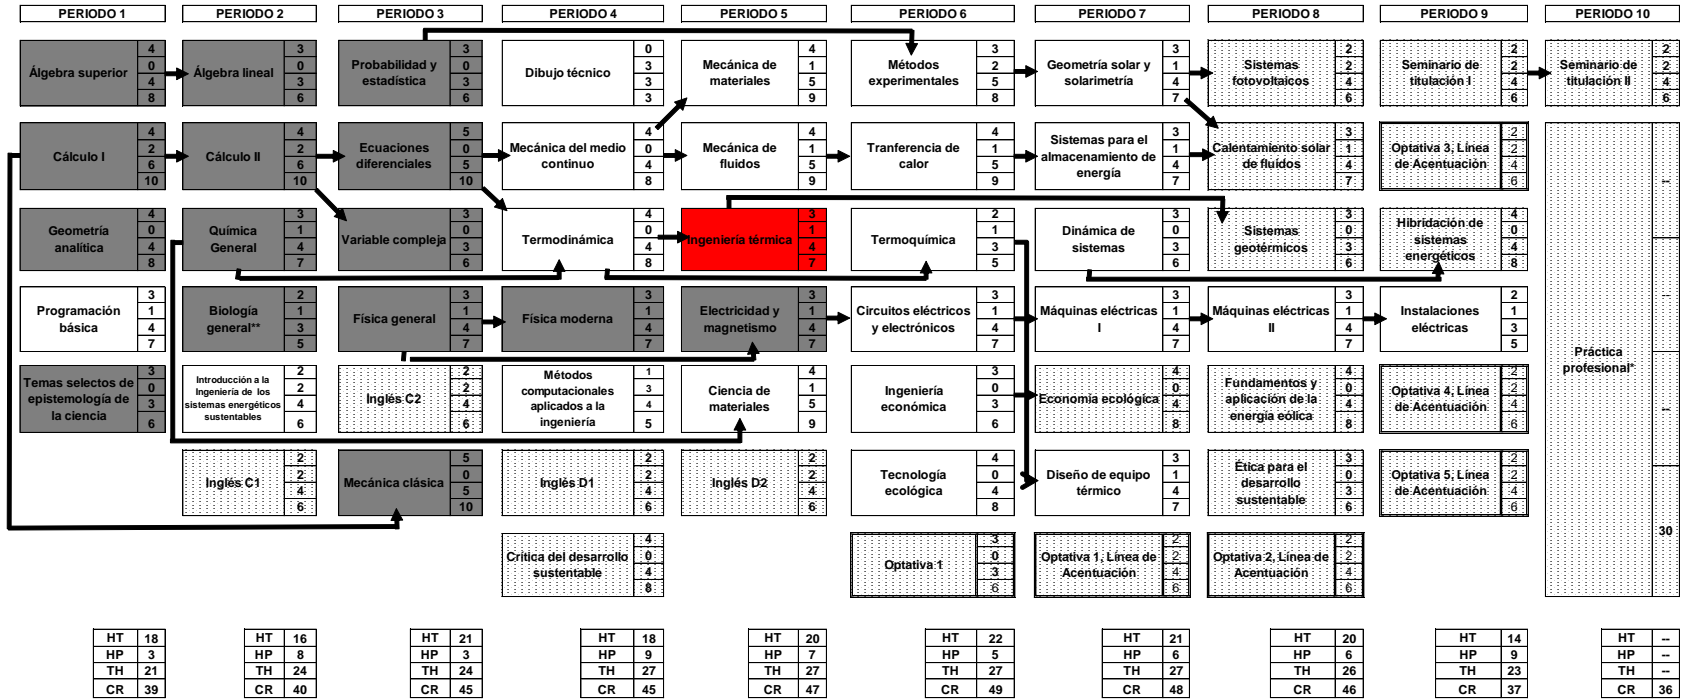 PERIODO 1
PERIODO 2
PERIODO 3
PERIODO 4
PERIODO 5
PERIODO 6
PERIODO 7
PERIODO 8
PERIODO 9
PERIODO 10
Álgebra superior
4
0
4
8
Álgebra lineal
3
0
3
6
Probabilidad y
estadística
3
0
3
6
Dibujo técnico
0
3
3
3
Mecánica de
materiales
4
1
5
9
Métodos
experimentales
3
2
5
8
Geometría solar y
solarimetría
3
1
4
7
Sistemas
fotovoltaicos
2
2
4
6
Seminario de
titulación I
2
2
4
6
Seminario de
titulación II
2
2
4
6
Cálculo I
4
2
6
10
Cálculo II
4
2
6
10
Ecuaciones
diferenciales
5
0
5
10
Mecánica del medio
continuo
4
0
4
8
Mecánica de
fluidos
4
1
5
9
Tranferencia de
calor
4
1
5
9
Sistemas para el
almacenamiento de
energía
3
1
4
7
Calentamiento solar
de fluidos
3
1
4
7
Optativa 3, Línea
de Acentuación
2
2
4
6
Práctica
profesional*
--
--
--
30
Geometría
analítica
4
0
4
8
Química
General
3
1
4
7
Variable compleja
3
0
3
6
Termodinámica
4
0
4
8
Ingeniería térmica
3
1
4
7
Termoquímica
2
1
3
5
Dinámica de
sistemas
3
0
3
6
Sistemas
geotérmicos
3
0
3
6
Hibridación de
sistemas
energéticos
4
0
4
8
Programación
básica
3
1
4
7
Biología
general**
2
1
3
5
Física general
3
1
4
7
Física moderna
3
1
4
7
Electricidad y
magnetismo
3
1
4
7
Circuitos eléctricos
y electrónicos
3
1
4
7
Máquinas eléctricas
I
3
1
4
7
Máquinas eléctricas
II
3
1
4
7
Instalaciones
eléctricas
2
1
3
5
Temas selectos de
epistemología de
la ciencia
3
0
3
6
Introducción a la
Ingeniería de los
sistemas energéticos
sustentables
2
2
4
6
Inglés C2
2
2
4
6
Métodos
computacionales
aplicados a la
ingeniería
1
3
4
5
Ciencia de
materiales
4
1
5
9
Ingeniería
económica
3
0
3
6
Economía ecológica
4
0
4
8
Fundamentos y
aplicación de la
energía eólica
4
0
4
8
Optativa 4, Línea
de Acentuación
2
2
4
6
Inglés C1
2
2
4
6
Mecánica clásica
5
0
5
10
Inglés D1
2
2
4
6
Inglés D2
2
2
4
6
Tecnología
ecológica
4
0
4
8
Diseño de equipo
térmico
3
1
4
7
Ética para el
desarrollo
sustentable
3
0
3
6
Optativa 5, Línea
de Acentuación
2
2
4
6
Crítica del desarrollo
sustentable
4
0
4
8
Optativa 1
3
0
3
6
Optativa 1, Línea de
Acentuación
2
2
4
6
Optativa 2, Línea de
Acentuación
2
2
4
6
HT 18
HP 3
TH 21
CR 39
HT 16
HP 8
TH 24
CR 40
HT 21
HP 3
TH 24
CR 45
HT 18
HP 9
TH 27
CR 45
HT 20
HP 7
TH 27
CR 47
HT 22
HP 5
TH 27
CR 49
HT 21
HP 6
TH 27
CR 48
HT 20
HP 6
TH 26
CR 46
HT 14
HP 9
TH 23
CR 37
HT --
HP --
TH --
CR 36